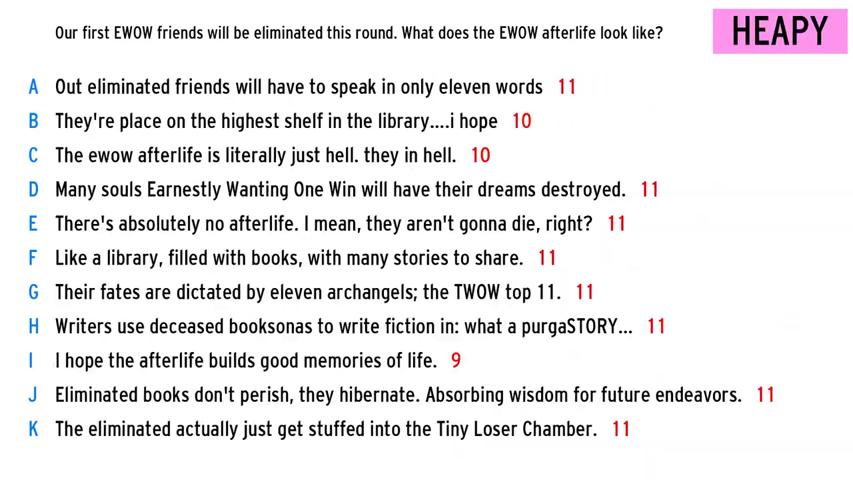 Our first EWOW friends will be eliminated this round. What does the EWOW afterlife look like?
HEAPY
A Out eliminated friends will have to speak in only eleven words 11
B They're place on the highest shelf in the library....i hope 10
C The ewow afterlife is literally just hell. they in hell. 10
D Many souls Earnestly Wanting One Win will have their dreams destroyed. 11
E There's absolutely no afterlife. I mean, they aren't gonna die, right? 11
F Like a library, filled with books, with many stories to share. 11
G Their fates are dictated by eleven archangels; the TWOW top 11. 11
H Writers use deceased booksonas to write fiction in: what a purgaSTORY... 11
I I hope the afterlife builds good memories of life. 9
J Eliminated books don't perish, they hibernate. Absorbing wisdom for future endeavors. 11
K The eliminated actually just get stuffed into the Tiny Loser Chamber. 11